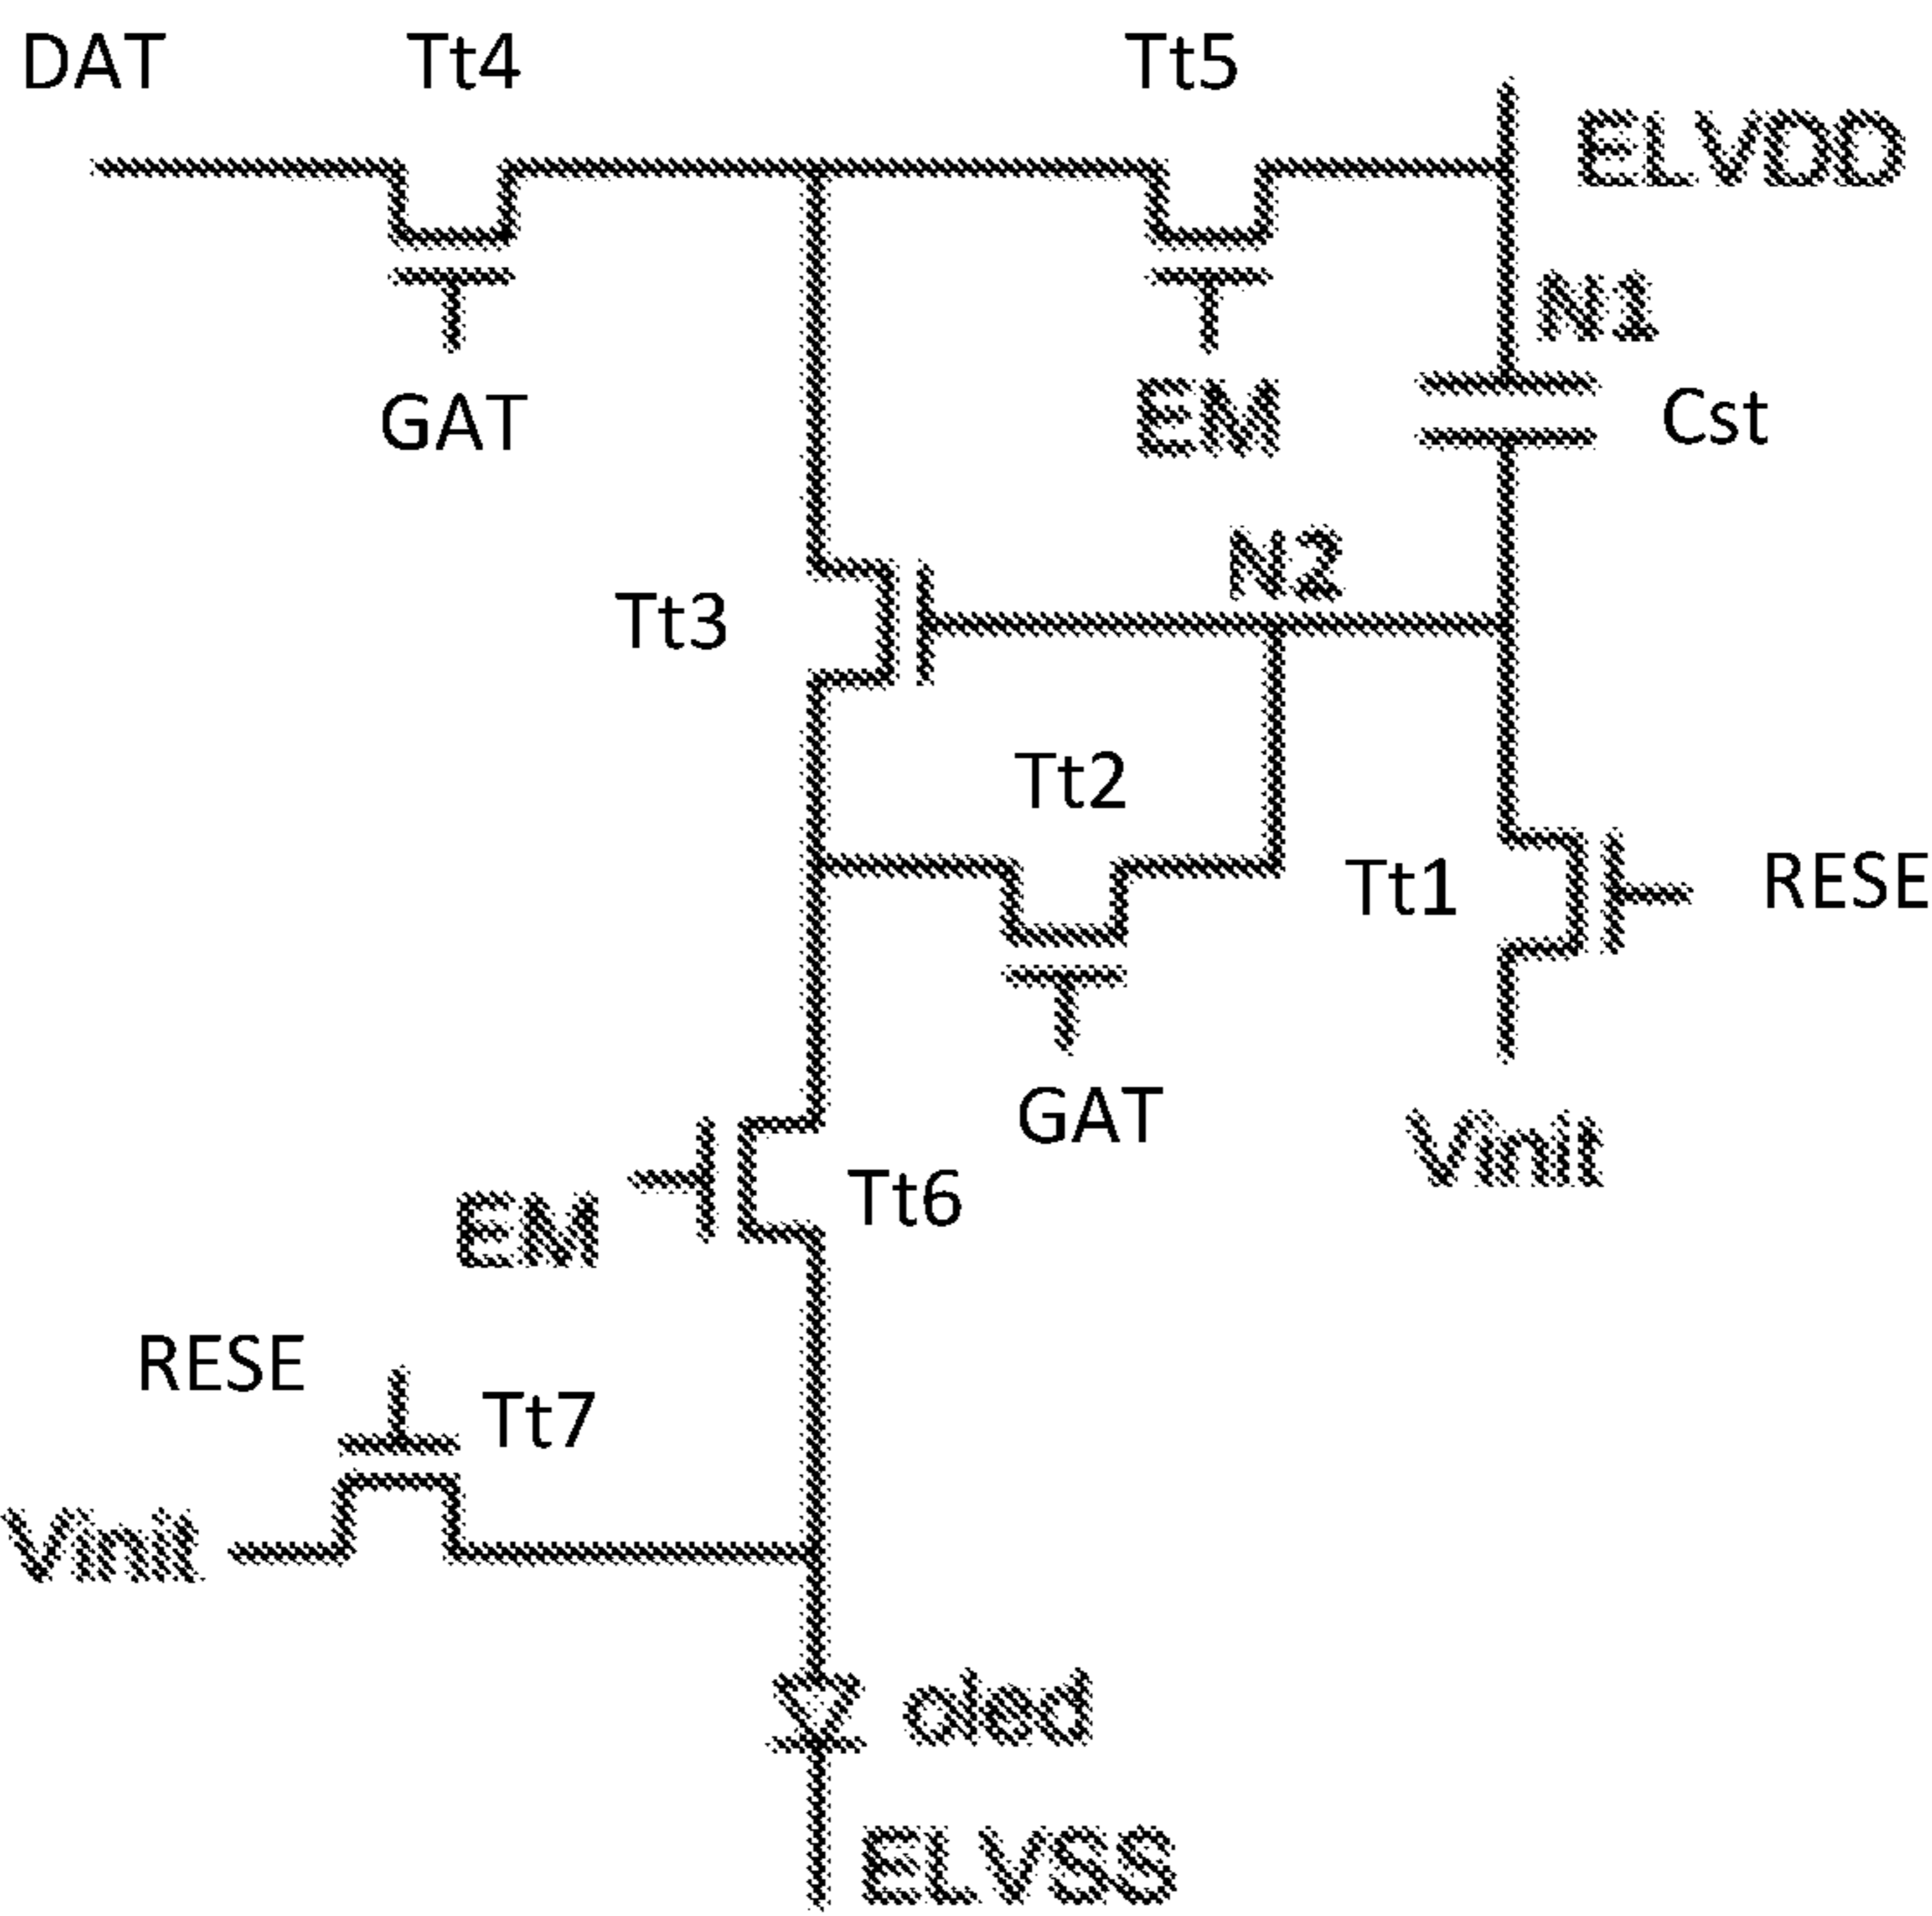 DAT Tt4 Tt5
ELVDD
N1
GAT EM Cst
N2
Tt3
Tt2
Tt1 RESE
GAT
Vinit
Tt6
EM
RESE
Tt7
Vinit
oled
ELVSS